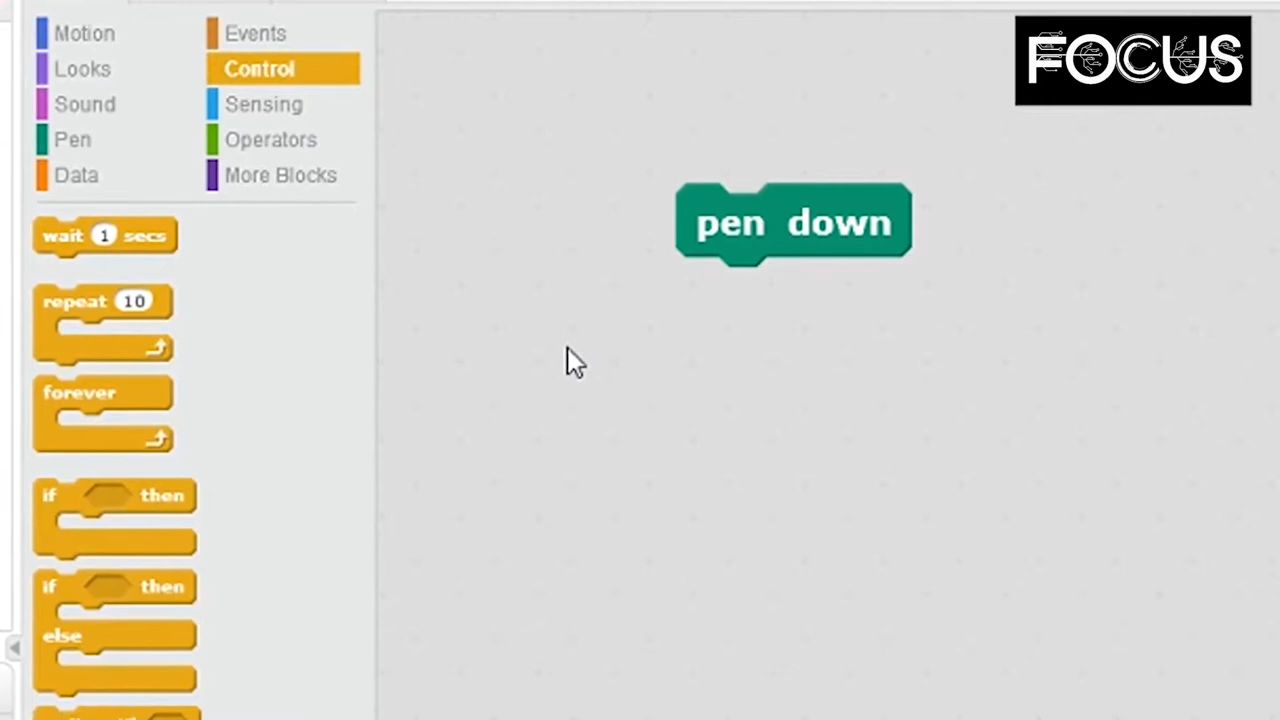 Motion
Events
Looks
Control
Sound
Sensing
Pen
Operators
Data
More Blocks
wait 1 secs
repeat 10
forever
if then
if then
else
pen down
FOCUS